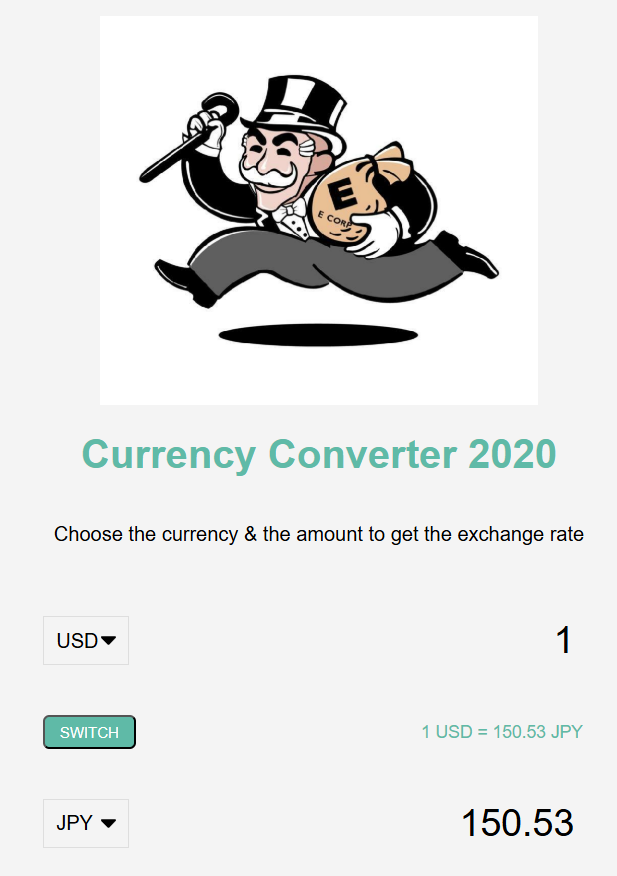 E
E CORP
Currency Converter 2020
Choose the currency & the amount to get the exchange rate
USD
1
SWITCH
1 USD = 150.53 JPY
JPY
150.53